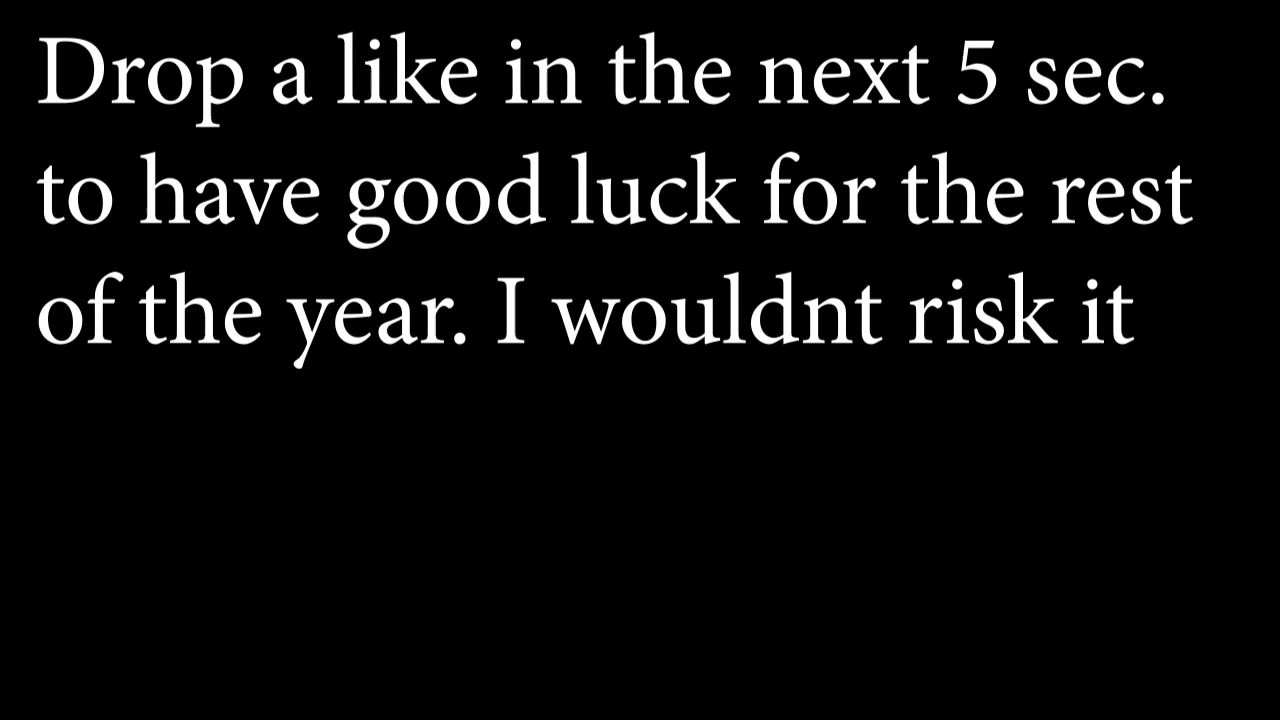 Drop a like in the next 5 sec.
to have good luck for the rest
of the year. I wouldnt risk it